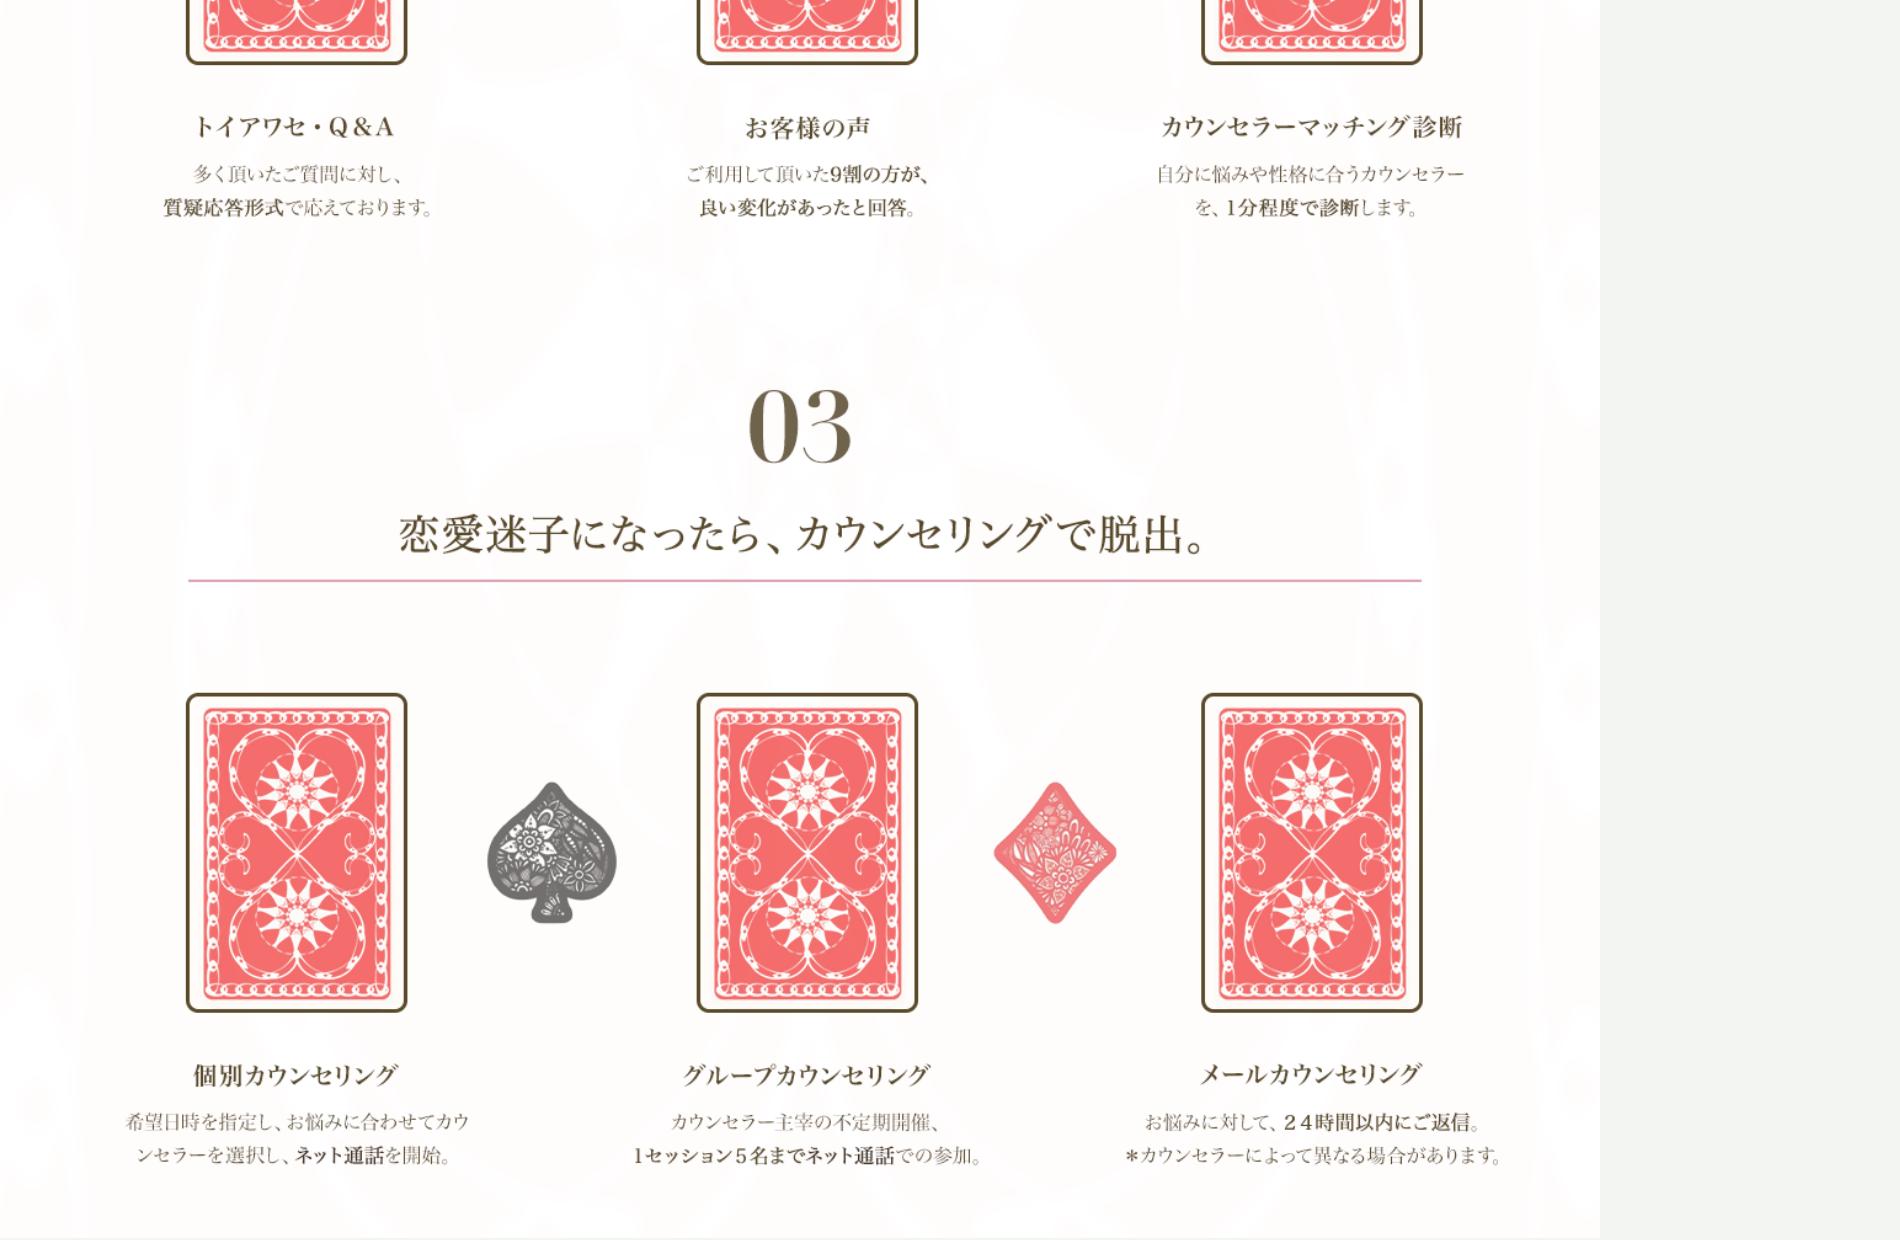 トイアワセ・Q&A
多く頂いたご質問に対し、
質疑応答形式で応えております。
お客様の声
ご利用して頂いた9割の方が、
良い変化があったと回答。
カウンセラーマッチング診断
自分に悩みや性格に合うカウンセラー
を、1分程度で診断します。
03
恋愛迷子になったら、カウンセリングで脱出。
個別カウンセリング
希望日時を指定し、お悩みに合わせてカウ
ンセラーを選択し、ネット通話を開始。
グループカウンセリング
カウンセラー主宰の不定期開催、
1セッション5名までネット通話での参加。
メールカウンセリング
お悩みに対して、24時間以内にご返信。
*カウンセラーによって異なる場合があります。